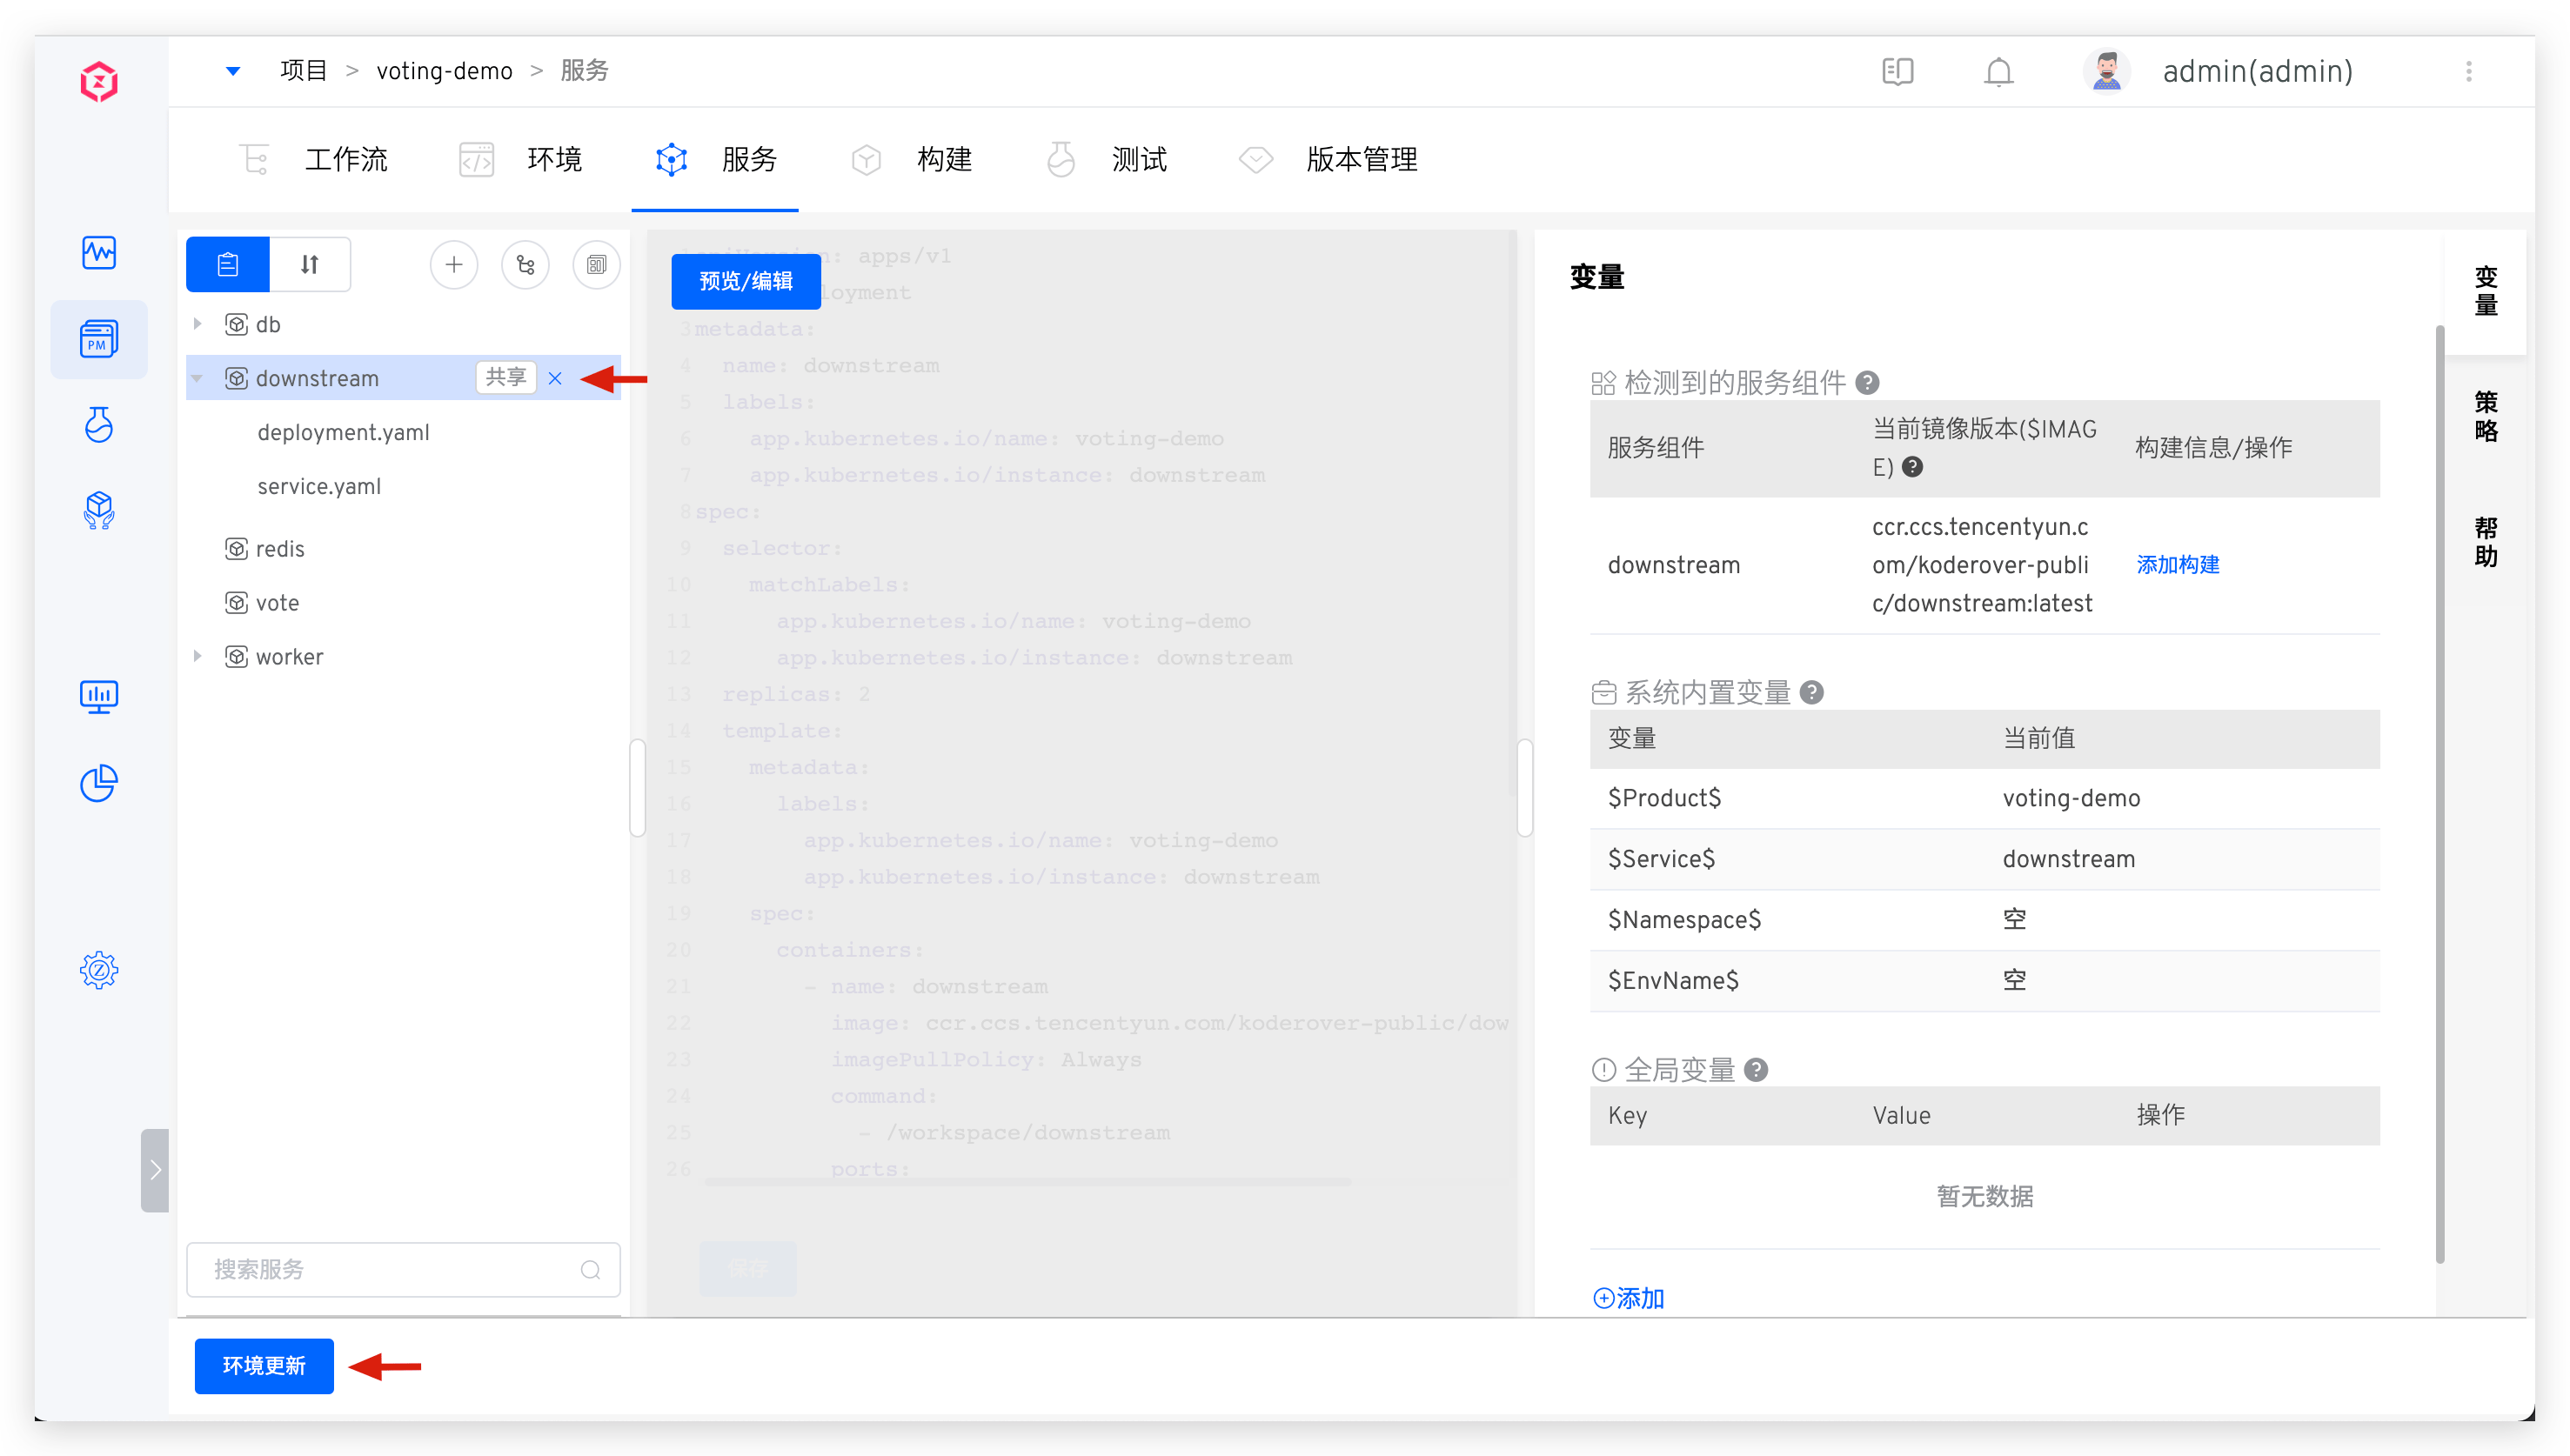 项目 > voting-demo > 服务
admin(admin)
工作流
环境
服务
构建
测试
版本管理
PM
db
downstream
共享
deployment.yaml
service.yaml
redis
vote
worker
搜索服务
环境更新
预览/编辑
: apps/v1
loyment
3 metadata:
4 name: downstream
5 labels:
6 app.kubernetes.io/name: voting-demo
7 app.kubernetes.io/instance: downstream
8 spec:
9 selector:
10 matchLabels:
11 app.kubernetes.io/name: voting-demo
12 app.kubernetes.io/instance: downstream
13 replicas: 2
14 template:
15 metadata:
16 labels:
17 app.kubernetes.io/name: voting-demo
18 app.kubernetes.io/instance: downstream
19 spec:
20 containers:
21 - name: downstream
22 image: ccr.ccs.tencentyun.com/koderover-public/dow
23 imagePullPolicy: Always
24 command:
25 - /workspace/downstream
26 ports:
保存
变量
检测到的服务组件
服务组件
当前镜像版本($IMAG
E)
构建信息/操作
downstream
ccr.ccs.tencentyun.c
om/koderover-publi
c/downstream:latest
添加构建
系统内置变量
变量 当前值
$Product$ voting-demo
$Service$ downstream
$Namespace$ 空
$EnvName$ 空
全局变量
Key Value 操作
暂无数据
添加
变量
策略
帮助